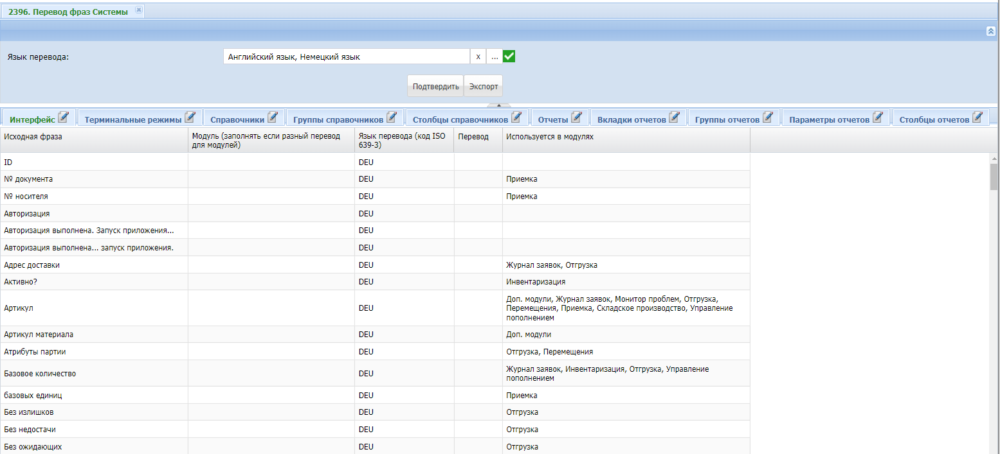 2396. Перевод фраз Системы
Язык перевода:
Английский язык, Немецкий язык
x
...
Подтвердить
Экспорт
Интерфейс
Терминальные режимы
Справочники
Группы справочников
Столбцы справочников
Отчеты
Вкладки отчетов
Группы отчетов
Параметры отчетов
Столбцы отчетов
Исходная фраза
Модуль (заполнять если разный перевод
для модулей)
Язык перевода (код ISO
639-3)
Перевод
Используется в модулях
ID
DEU
№ документа
DEU
Приемка
№ носителя
DEU
Приемка
Авторизация
DEU
Авторизация выполнена. Запуск приложения...
DEU
Авторизация выполнена... запуск приложения.
DEU
Адрес доставки
DEU
Журнал заявок, Отгрузка
Активно?
DEU
Инвентаризация
Артикул
DEU
Доп. модули, Журнал заявок, Монитор проблем, Отгрузка,
Перемещения, Приемка, Складское производство, Управление
пополнением
Артикул материала
DEU
Доп. модули
Атрибуты партии
DEU
Отгрузка, Перемещения
Базовое количество
DEU
Журнал заявок, Инвентаризация, Отгрузка, Управление
пополнением
базовых единиц
DEU
Приемка
Без излишков
DEU
Отгрузка
Без недостачи
DEU
Отгрузка
Без ожидающих
DEU
Отгрузка